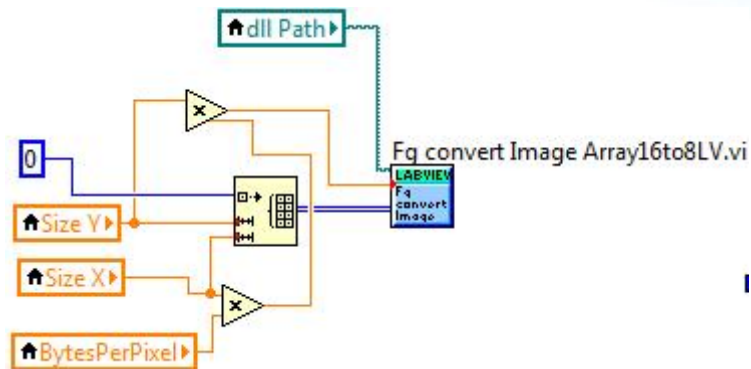 dll Path
Fg convert Image Array16to8LV.vi
LABVIEW
Fg
convert
Image
0
Size Y
Size X
BytesPerPixel